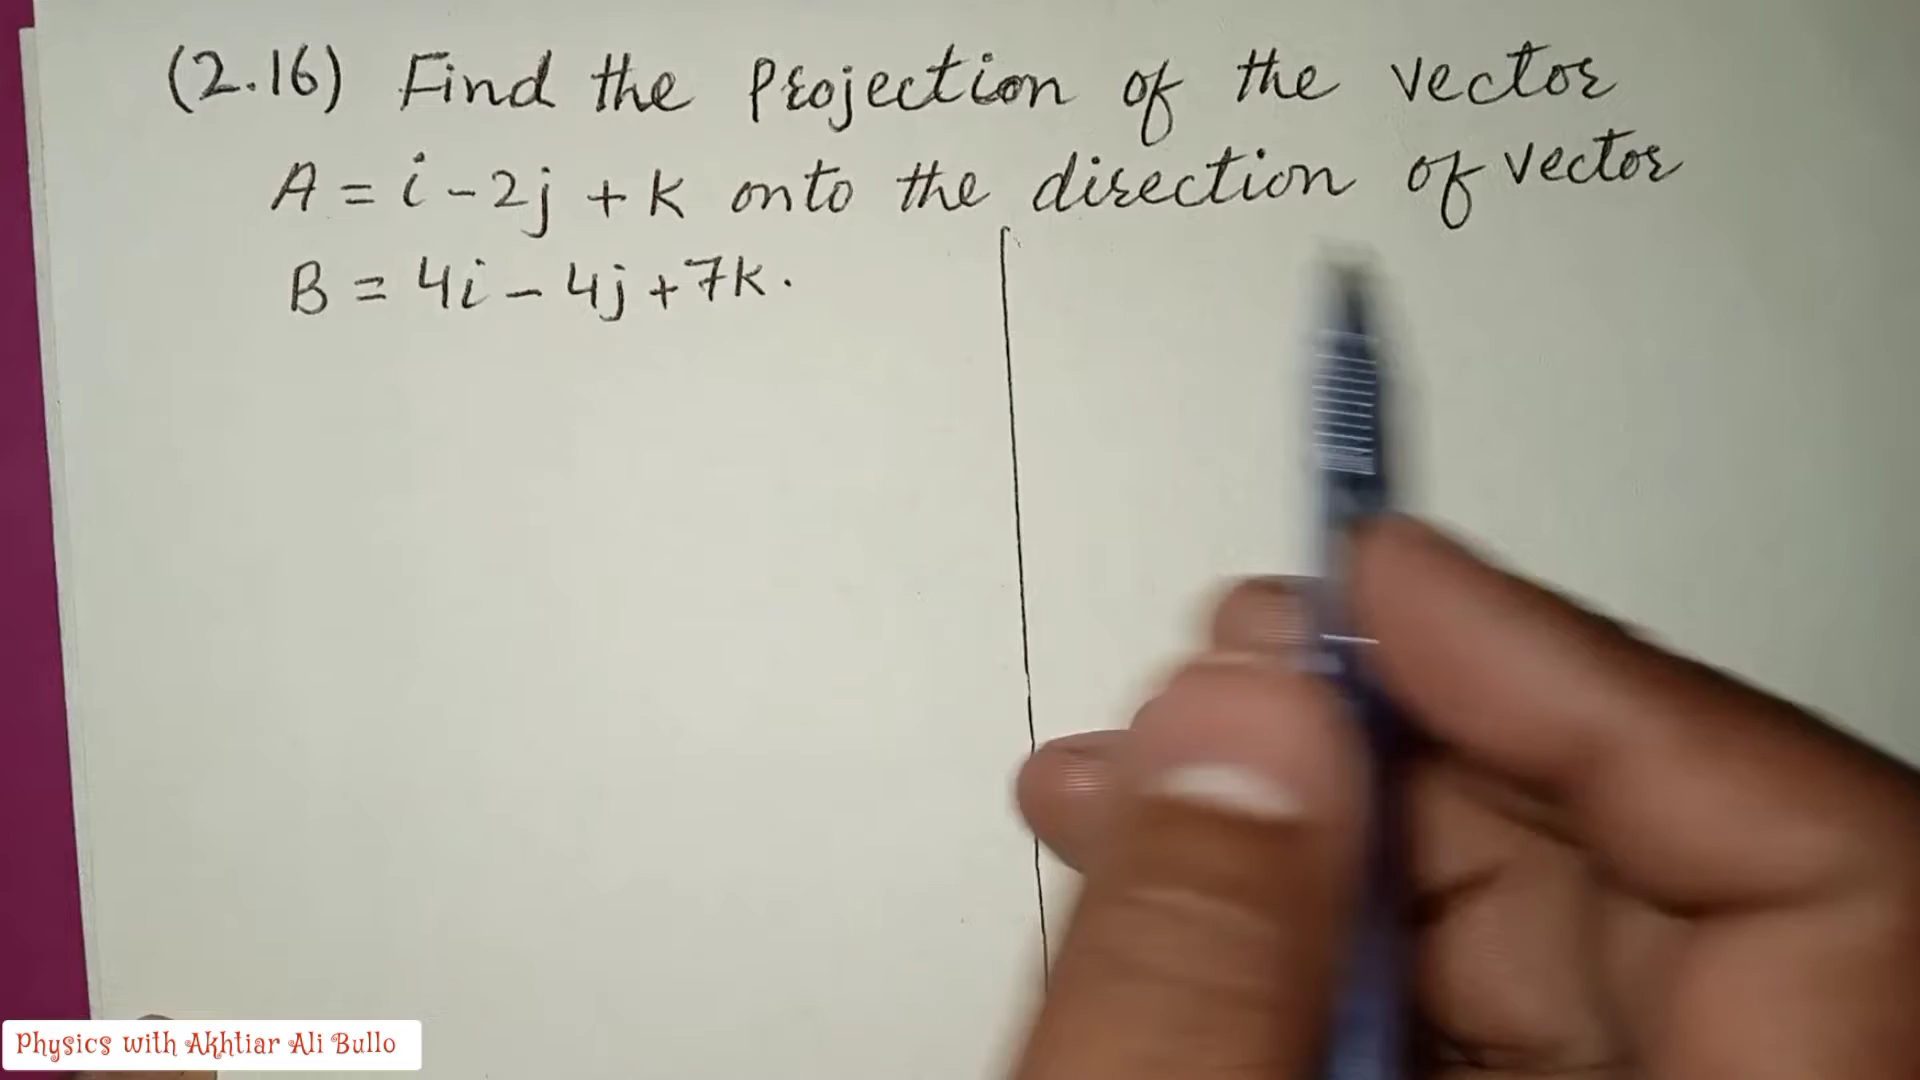 (2.16) Find the Projection of the vector
A = i - 2j + k onto the direction of vector
B = 4i - 4j + 7k.
Physics with Akhtiar Ali Bullo